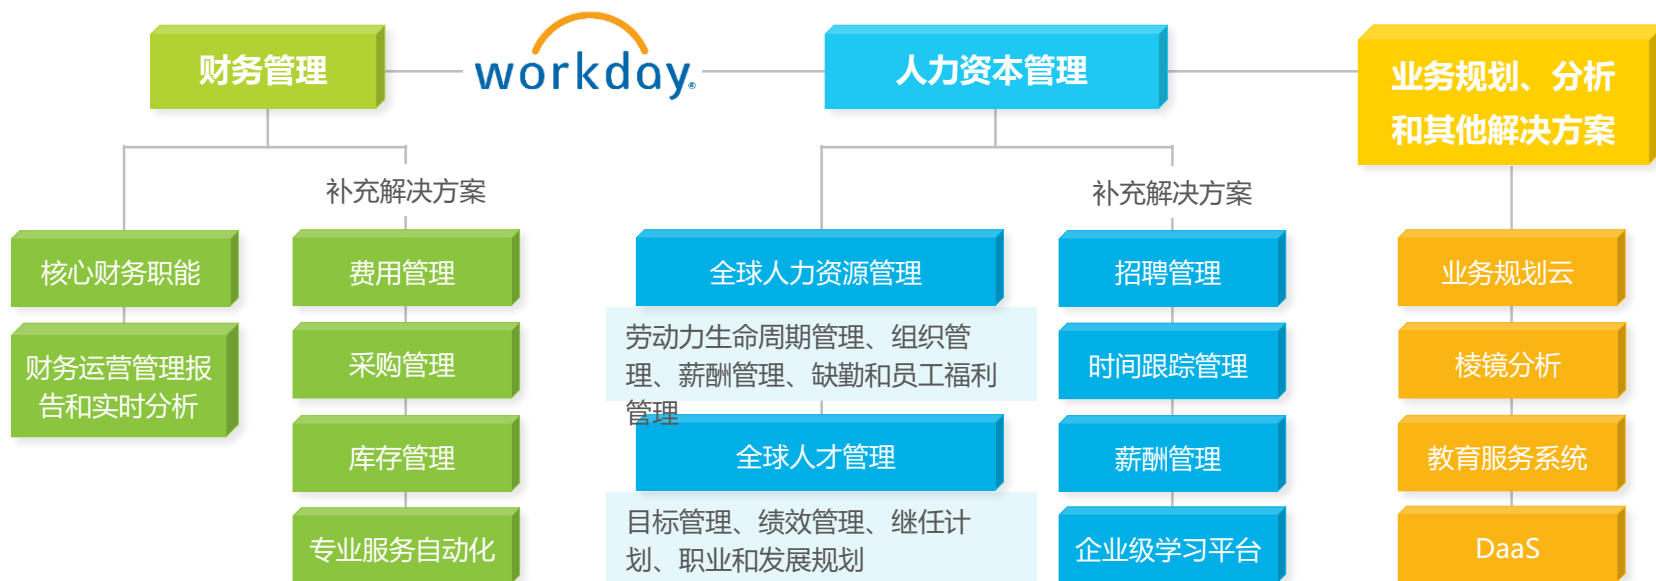 财务管理
workday®
人力资本管理
业务规划、分析
和其他解决方案
补充解决方案
补充解决方案
核心财务职能
财务运营管理报
告和实时分析
费用管理
采购管理
库存管理
专业服务自动化
全球人力资源管理
劳动力生命周期管理、组织管
理、薪酬管理、缺勤和员工福利
管理
全球人才管理
目标管理、绩效管理、继任计
划、职业和发展规划
招聘管理
时间跟踪管理
薪酬管理
企业级学习平台
业务规划云
棱镜分析
教育服务系统
DaaS